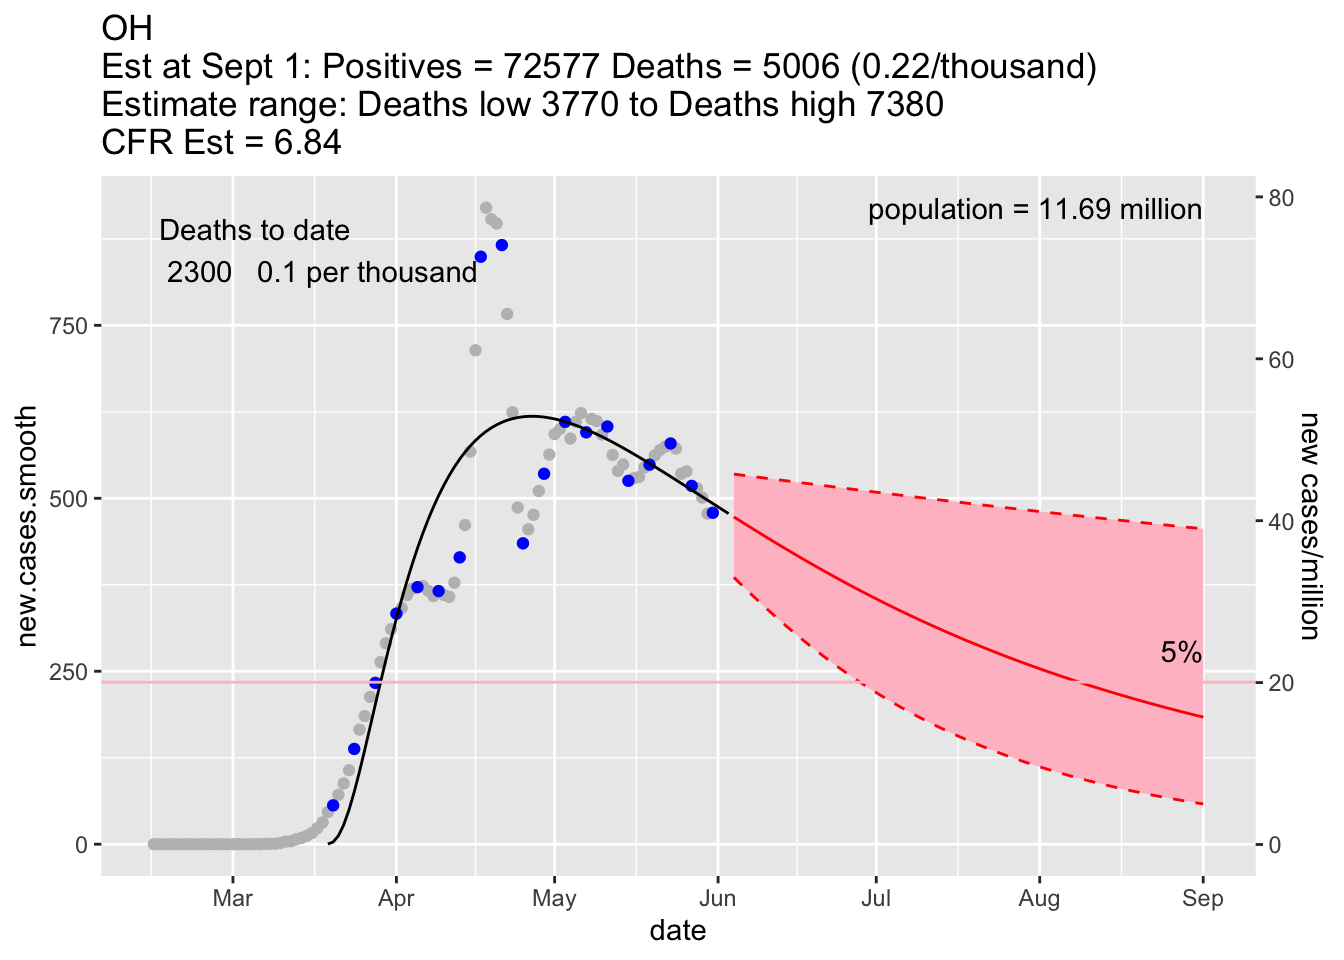 OH
Est at Sept 1: Positives = 72577 Deaths = 5006 (0.22/thousand)
Estimate range: Deaths low 3770 to Deaths high 7380
CFR Est = 6.84
Deaths to date
2300   0.1 per thousand
population = 11.69 million
5%
new.cases.smooth
750
500
250
0
80
60
40
20
0
new cases/million
Mar Apr May Jun Jul Aug Sep
date